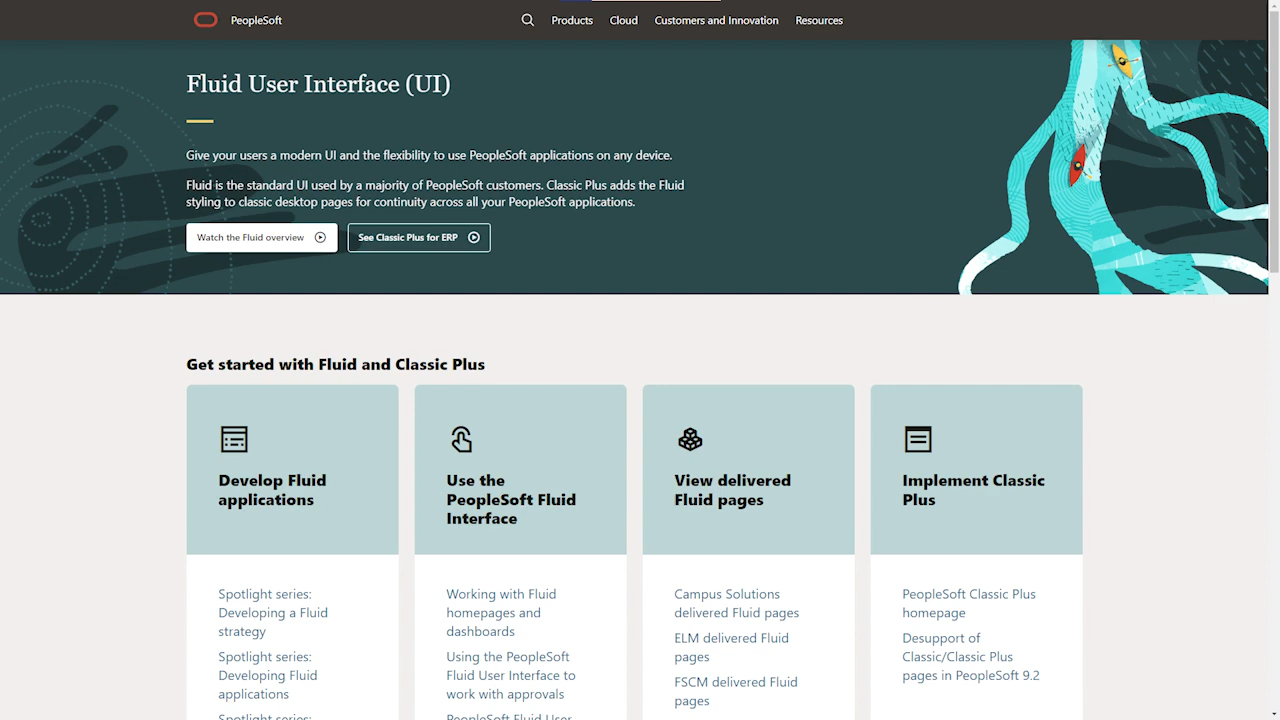 PeopleSoft
Products
Cloud
Customers and Innovation
Resources
Fluid User Interface (UI)
Give your users a modern UI and the flexibility to use PeopleSoft applications on any device.
Fluid is the standard UI used by a majority of PeopleSoft customers. Classic Plus adds the Fluid
styling to classic desktop pages for continuity across all your PeopleSoft applications.
Watch the Fluid overview
See Classic Plus for ERP
Get started with Fluid and Classic Plus
Develop Fluid
applications
Spotlight series:
Developing a Fluid
strategy
Spotlight series:
Developing Fluid
applications
Spotlight series:
Use the
PeopleSoft Fluid
Interface
Working with Fluid
homepages and
dashboards
Using the PeopleSoft
Fluid User Interface to
work with approvals
PeopleSoft Fluid User
View delivered
Fluid pages
Campus Solutions
delivered Fluid pages
ELM delivered Fluid
pages
FSCM delivered Fluid
pages
Implement Classic
Plus
PeopleSoft Classic Plus
homepage
Desupport of
Classic/Classic Plus
pages in PeopleSoft 9.2